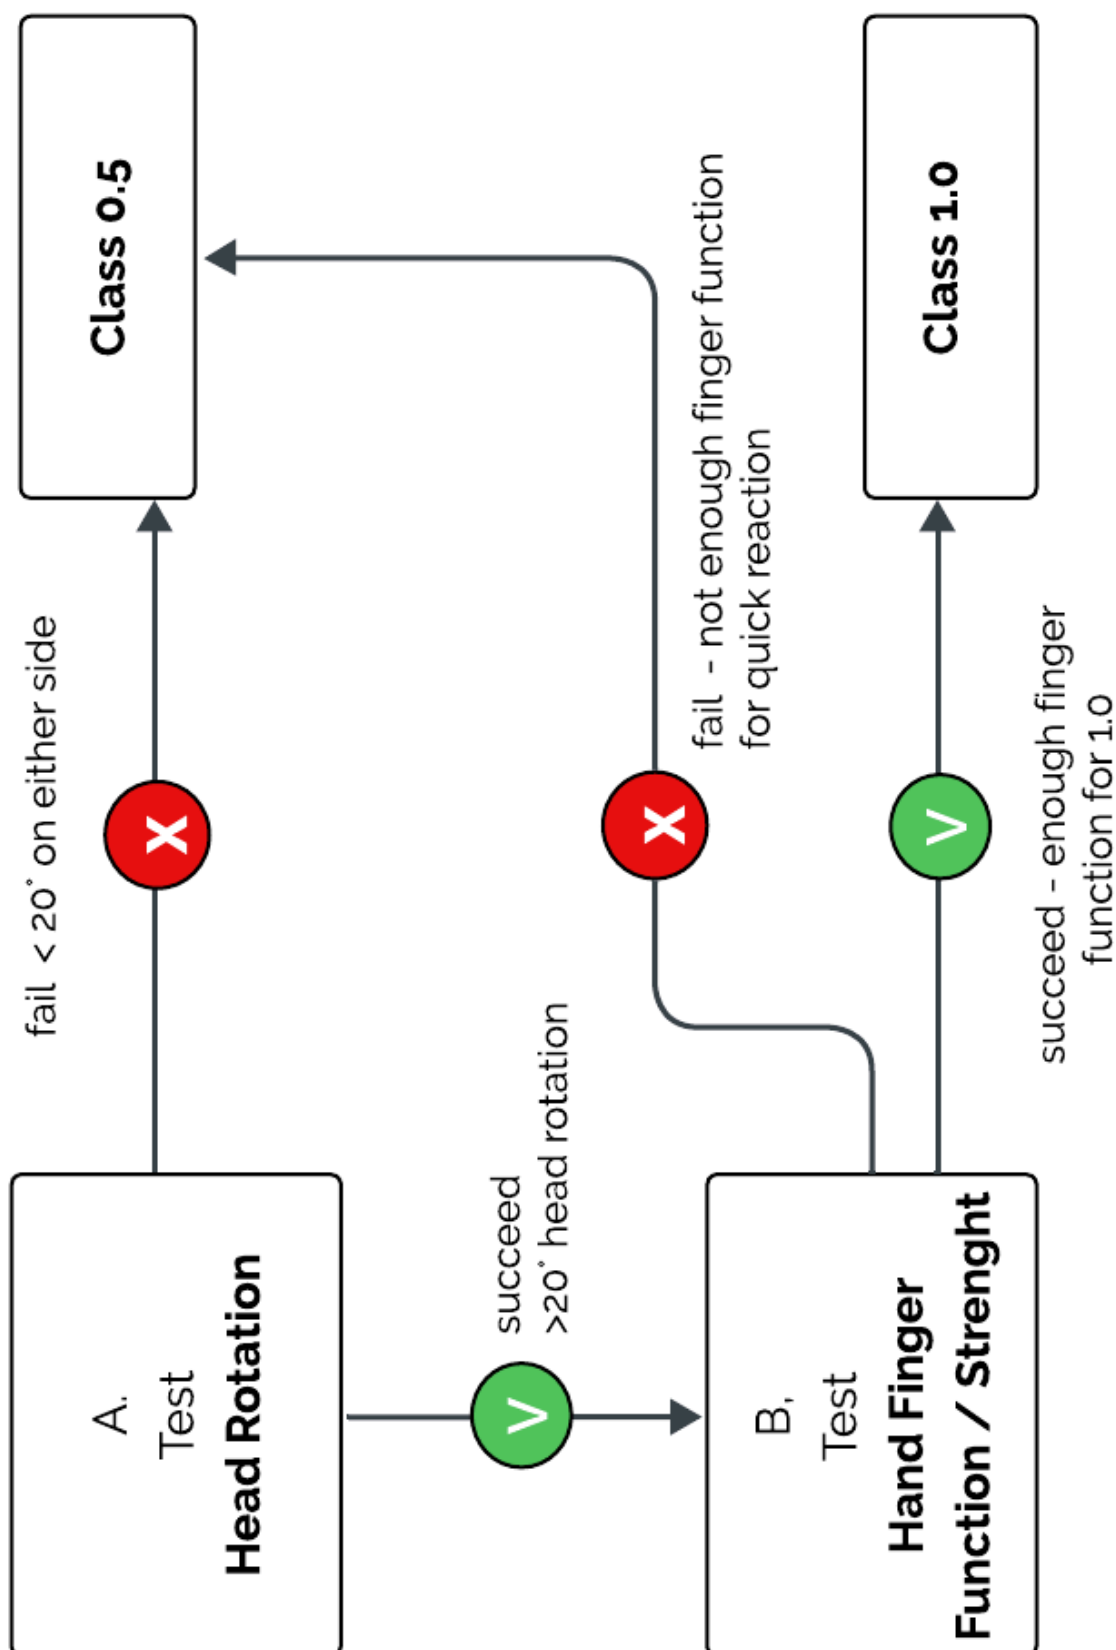 A.
Test
Head Rotation
fail < 20° on either side
X
Class 0.5
V
succeed
>20° head rotation
B,
Test
Hand Finger
Function / Strenght
X
fail - not enough finger function
for quick reaction
V
succeed - enough finger
function for 1.0
Class 1.0